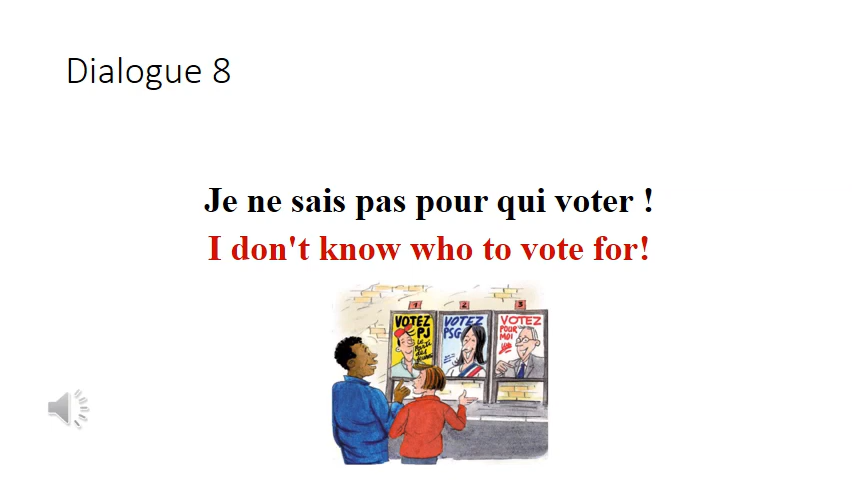 Dialogue 8
Je ne sais pas pour qui voter !
I don't know who to vote for!
1
2
3
VOTEZ
PJ
VOTEZ
PSG
VOTEZ
POUR
MOI